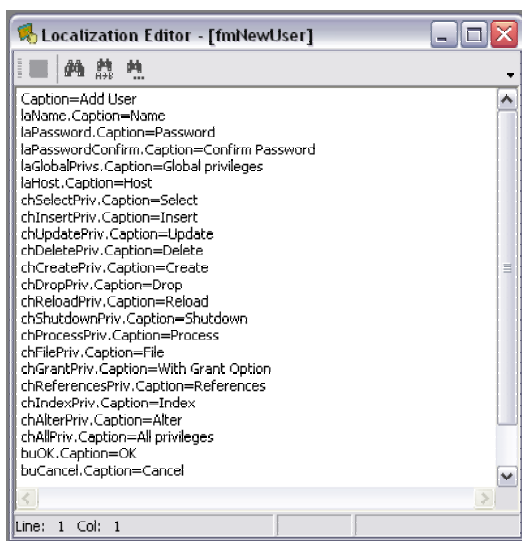 Localization Editor - [fmNewUser]
A+B
Caption=Add User
laName.Caption=Name
laPassword.Caption=Password
laPasswordConfirm.Caption=Confirm Password
laGlobalPrivs.Caption=Global privileges
laHost.Caption=Host
chSelectPriv.Caption=Select
chInsertPriv.Caption=Insert
chUpdatePriv.Caption=Update
chDeletePriv.Caption=Delete
chCreatePriv.Caption=Create
chDropPriv.Caption=Drop
chReloadPriv.Caption=Reload
chShutdownPriv.Caption=Shutdown
chProcessPriv.Caption=Process
chFilePriv.Caption=File
chGrantPriv.Caption=With Grant Option
chReferencesPriv.Caption=References
chIndexPriv.Caption=Index
chAlterPriv.Caption=Alter
chAllPriv.Caption=All privileges
buOK.Caption=OK
buCancel.Caption=Cancel
Line: 1 Col: 1